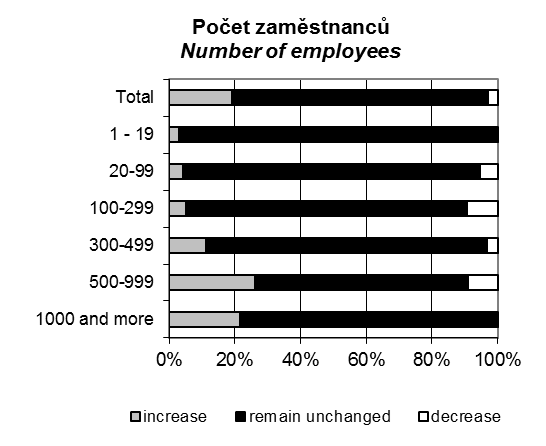 Počet zaměstnanců
Number of employees
Total
1 - 19
20-99
100-299
300-499
500-999
1000 and more
0% 20% 40% 60% 80% 100%
increase remain unchanged decrease